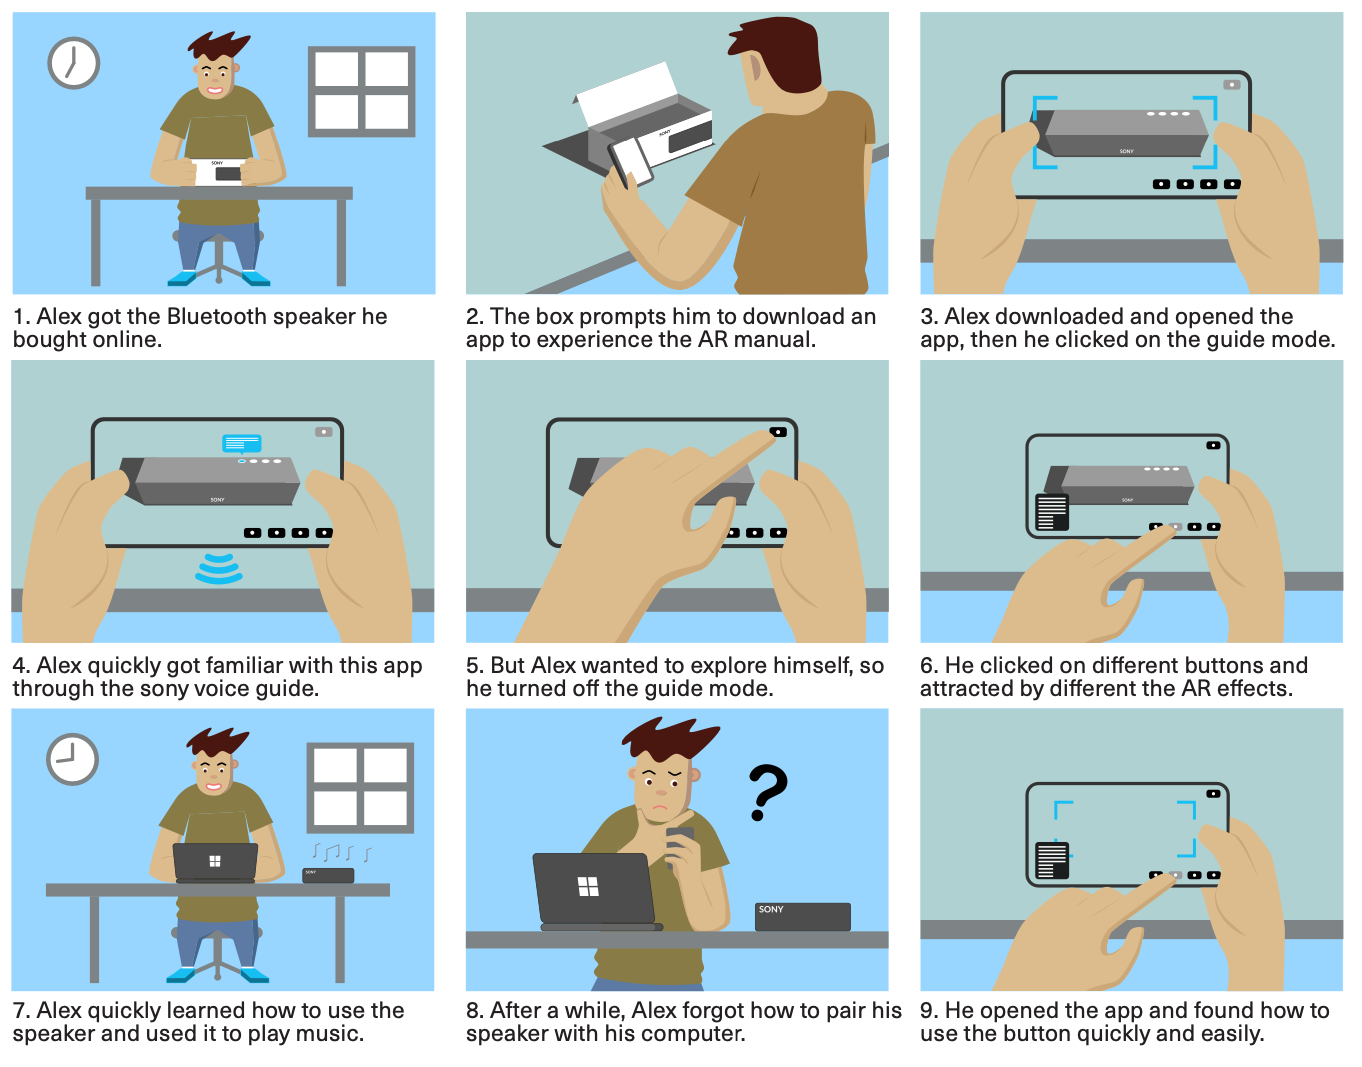 SONY
1. Alex got the Bluetooth speaker he
bought online.
SONY
2. The box prompts him to download an
app to experience the AR manual.
SONY
3. Alex downloaded and opened the
app, then he clicked on the guide mode.
SONY
4. Alex quickly got familiar with this app
through the sony voice guide.
5. But Alex wanted to explore himself, so
he turned off the guide mode.
SONY
6. He clicked on different buttons and
attracted by different the AR effects.
SONY
7. Alex quickly learned how to use the
speaker and used it to play music.
?
SONY
8. After a while, Alex forgot how to pair his
speaker with his computer.
9. He opened the app and found how to
use the button quickly and easily.